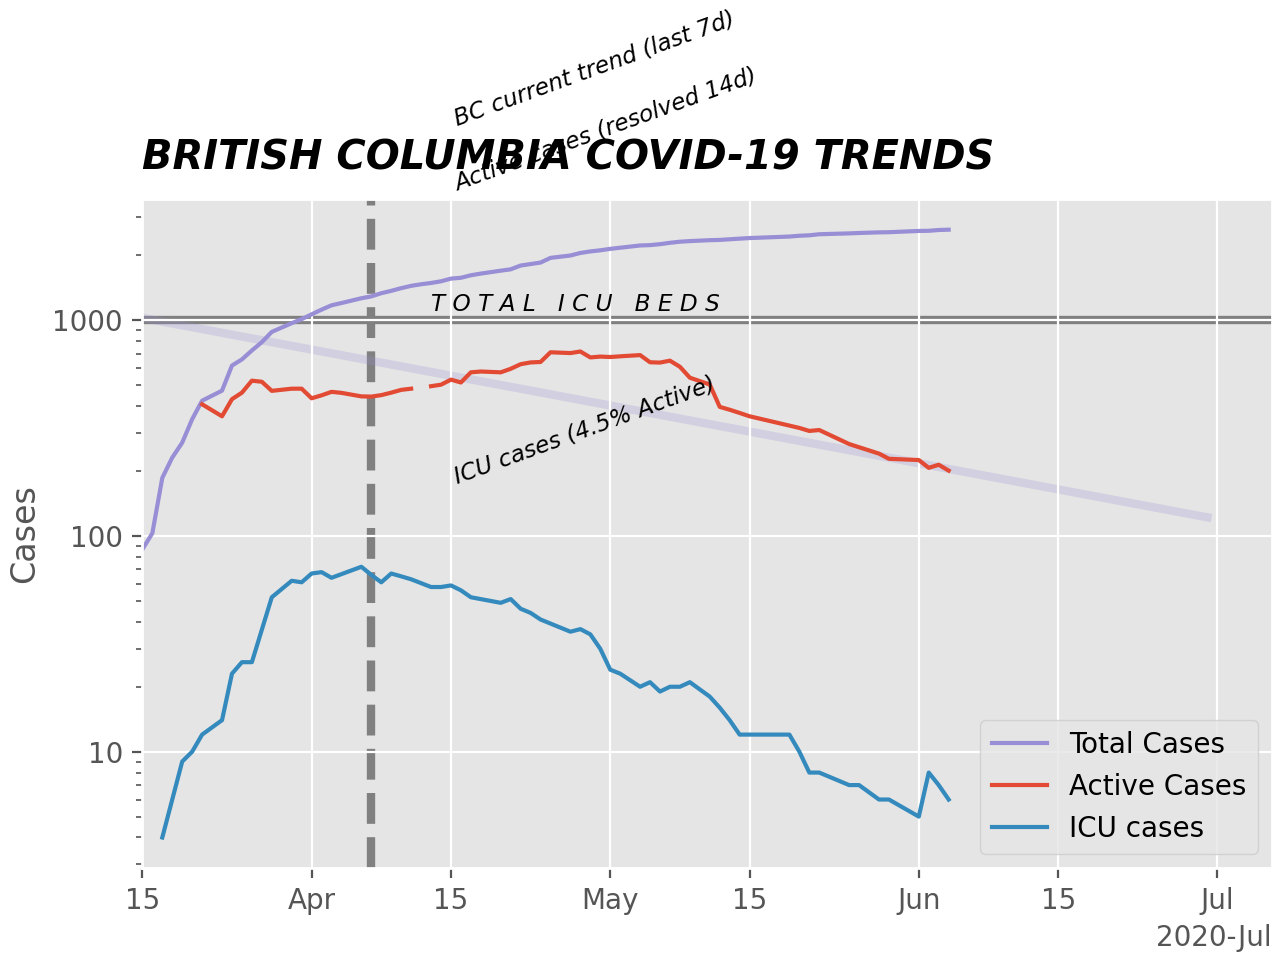 BC current trend (last 7d)
Active cases (resolved 14d)
BRITISH COLUMBIA COVID-19 TRENDS
TOTAL ICU BEDS
ICU cases (4.5% Active)
Cases
1000
100
10
Total Cases
Active Cases
ICU cases
15 Apr 15 May 15 Jun 15 Jul
2020-Jul